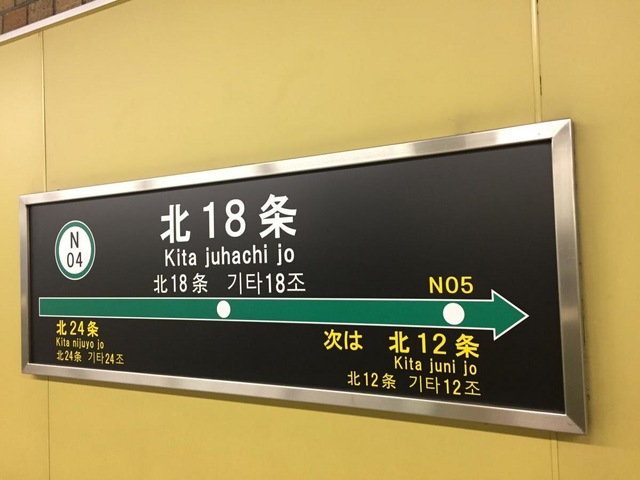 N
04
北18条
Kita juhachi jo
北18条 기타18조
N05
北24条
Kita nijuyo jo
北24条 기타24조
次は 北12条
Kita juni jo
北12条 기타12조